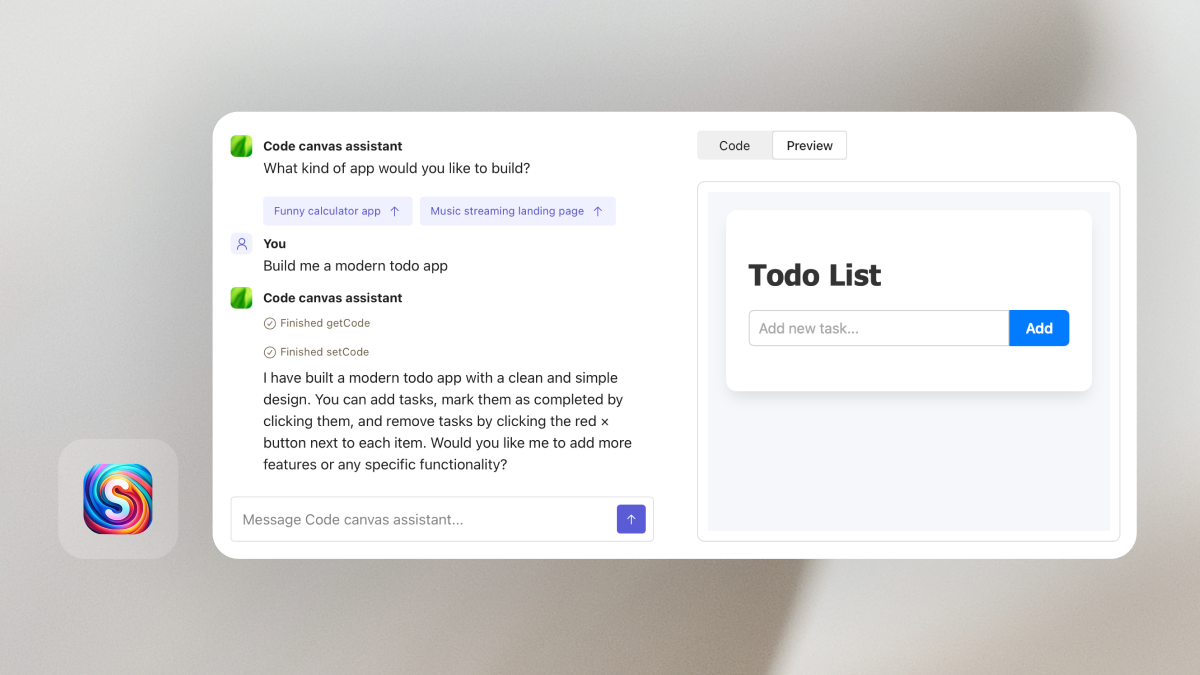 Code canvas assistant
What kind of app would you like to build?
Funny calculator app
Music streaming landing page
You
Build me a modern todo app
Code canvas assistant
Finished getCode
Finished setCode
I have built a modern todo app with a clean and simple
design. You can add tasks, mark them as completed by
clicking them, and remove tasks by clicking the red ×
button next to each item. Would you like me to add more
features or any specific functionality?
Message Code canvas assistant...
Code
Preview
Todo List
Add new task...
Add
S